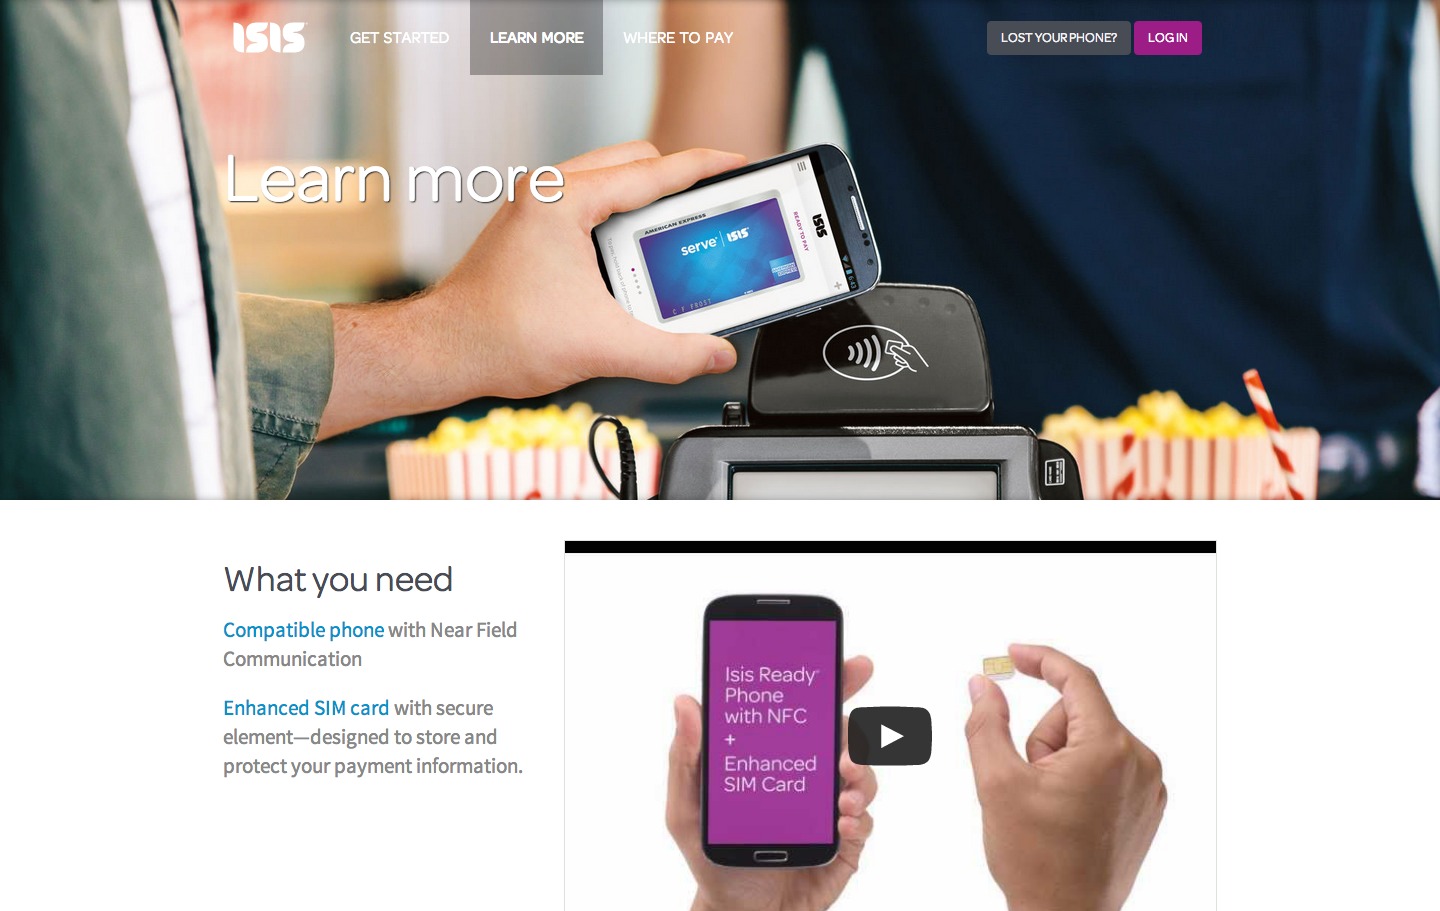 ISIS
GET STARTED
LEARN MORE
WHERE TO PAY
LOST YOUR PHONE?
LOG IN
Learn more
AMERICAN EXPRESS
serve
ISIS
C F FROST
READY TO PAY
ISIS
6:43
What you need
Compatible phone with Near Field
Communication
Enhanced SIM card with secure
element—designed to store and
protect your payment information.
Isis Ready
Phone
with NFC
+
Enhanced
SIM Card